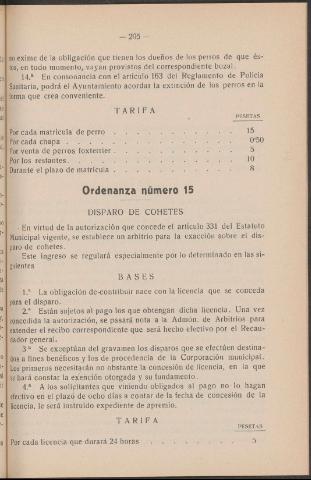 — 205 —
no exime de la obligación que tienen los dueños de los perros de que és-
tos, en todo momento, vayan provistos del correspondiente bozal.
14.ª En consonancia con el artículo 163 del Reglamento de Policía
Sanitaria, podrá el Ayuntamiento acordar la extinción de los perros en la
forma que crea conveniente.
TARIFA
PESETAS
Por cada matrícula de perro . . . . . . . . . 15
Por cada chapa . . . . . . . . . . . . 0'50
Por venta de perros foxterrier . . . . . . . . 5
Por los restantes . . . . . . . . . . . . 10
Durante el plazo de matrícula . . . . . . . . . 8
Ordenanza número 15
DISPARO DE COHETES
En virtud de la autorización que concede el artículo 331 del Estatuto
Municipal vigente, se establece un arbitrio para la exacción sobre el dis-
paro de cohetes.
Este ingreso se regulará especialmente por lo determinado en las si-
guientes
BASES
1.ª La obligación de contribuir nace con la licencia que se conceda
para el disparo.
2.ª Están sujetos al pago los que obtengan dicha licencia. Una vez
concedida la autorización, se pasará nota a la Admón. de Arbitrios para
extender el recibo correspondiente que será hecho efectivo por el Recau-
dador general.
3.ª Se exceptúan del gravamen los disparos que se efectúen destina-
dos a fines benéficos y los de procedencia de la Corporación municipal.
Los primeros necesitarán no obstante la concesión de licencia, en la que
se hará constar la exención otorgada y su fundamento.
4.ª A los solicitantes que viniendo obligados al pago no lo hagan
efectivo en el plazo de ocho días a contar de la fecha de concesión de la
licencia, le será instruído expediente de apremio.
TARIFA
PESETAS
Por cada licencia que durará 24 horas . . . . . . . 5